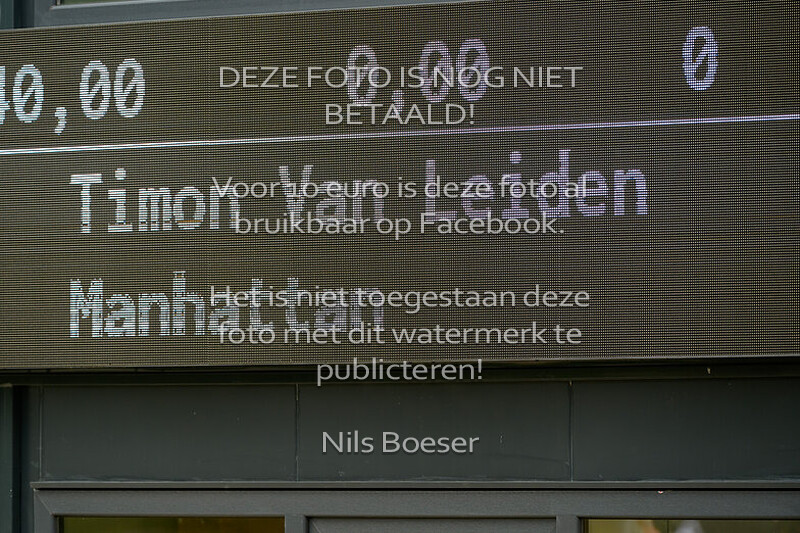 40,00 0.00 0
Timon Van Leiden
Manhattan
DEZE FOTO IS NOG NIET
BETAALD!
Voor 10 euro is deze foto al
bruikbaar op Facebook.
Het is niet toegestaan deze
foto met dit watermerk te
publicteren!
Nils Boeser